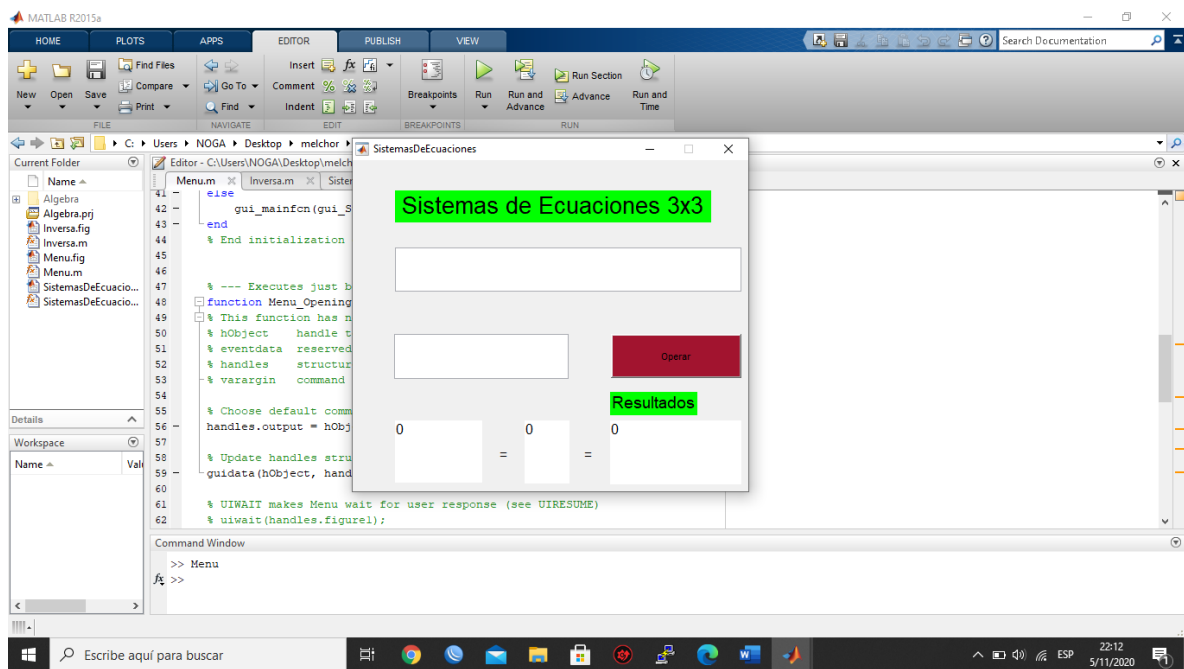 MATLAB R2015a
HOME PLOTS APPS EDITOR PUBLISH VIEW
Search Documentation
New Open Save Find Files Compare Print
FILE
Go To Find
NAVIGATE
Insert fx Comment Indent
EDIT
Breakpoints
BREAKPOINTS
Run Run and Advance Run Section Advance Run and Time
RUN
C: Users NOGA Desktop melchor
Current Folder
Name
Algebra
Algebra.prj
Inversa.fig
Inversa.m
Menu.fig
Menu.m
SistemasDeEcuacio...
SistemasDeEcuacio...
Details
Workspace
Name Val
Editor - C:\Users\NOGA\Desktop\melch
Menu.m Inversa.m Sister
41 else
42 gui_mainfcn(gui_S
43 end
44 % End initialization
45
46
47 % --- Executes just b
48 function Menu_Opening
49 % This function has n
50 % hObject handle t
51 % eventdata reserved
52 % handles structur
53 % varargin command
54
55 % Choose default comm
56 handles.output = hObj
57
58 % Update handles stru
59 guidata(hObject, hand
60
61 % UIWAIT makes Menu wait for user response (see UIRESUME)
62 % uiwait(handles.figure1);
SistemasDeEcuaciones
Sistemas de Ecuaciones 3x3
Operar
Resultados
0 = 0 = 0
Command Window
>> Menu
fx >>
Escribe aquí para buscar
ESP
22:12
5/11/2020